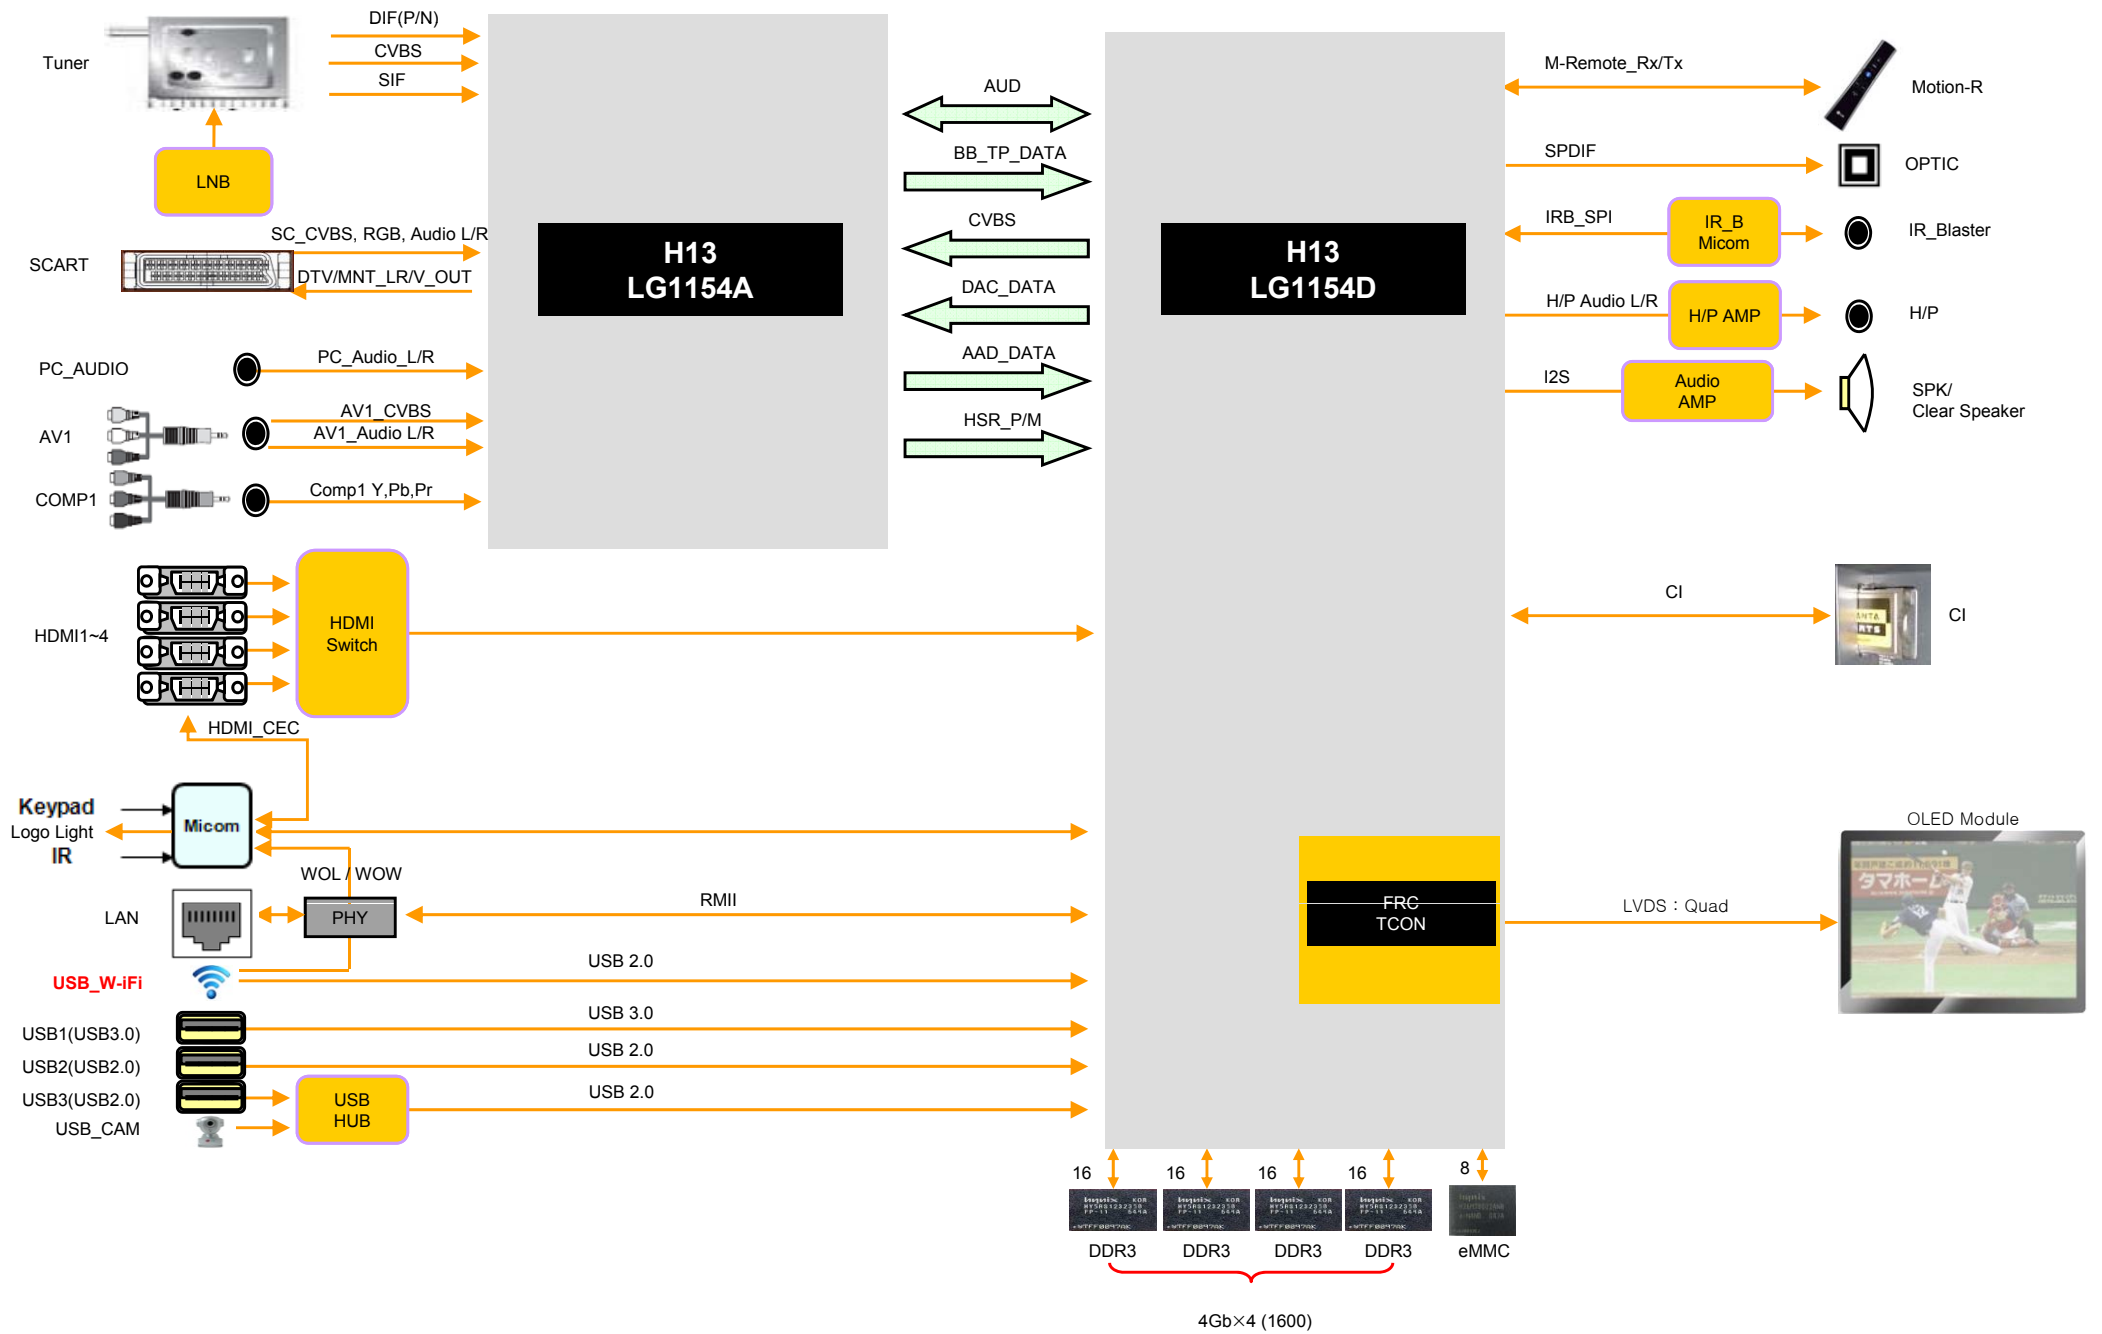 Tuner
DIF(P/N)
CVBS
SIF
LNB
SCART
SC_CVBS, RGB, Audio L/R
DTV/MNT_LR/V_OUT
PC_AUDIO
PC_Audio_L/R
AV1
AV1_CVBS
AV1_Audio L/R
COMP1
Comp1 Y,Pb,Pr
H13
LG1154A
AUD
BB_TP_DATA
CVBS
DAC_DATA
AAD_DATA
HSR_P/M
H13
LG1154D
M-Remote_Rx/Tx
Motion-R
SPDIF
OPTIC
IRB_SPI
IR_B
Micom
IR_Blaster
H/P Audio L/R
H/P AMP
H/P
I2S
Audio
AMP
SPK/
Clear Speaker
HDMI1~4
HDMI
Switch
CI
CI
HDMI_CEC
Keypad
Logo Light
IR
Micom
WOL / WOW
LAN
PHY
RMII
FRC
TCON
LVDS : Quad
OLED Module
タマホーム
USB_W-iFi
USB 2.0
USB1(USB3.0)
USB 3.0
USB2(USB2.0)
USB 2.0
USB3(USB2.0)
USB 2.0
USB_CAM
USB
HUB
16
16
16
16
8
DDR3
DDR3
DDR3
DDR3
eMMC
4Gb×4 (1600)